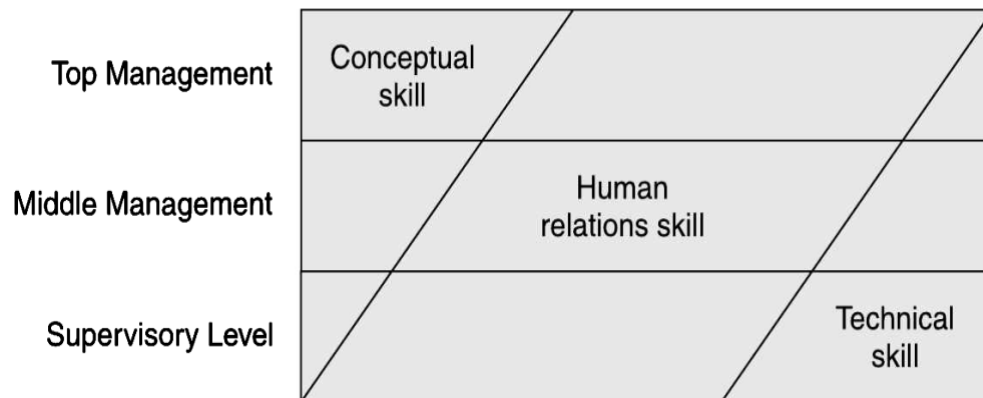 Top Management
Conceptual
skill
Middle Management
Human
relations skill
Supervisory Level
Technical
skill